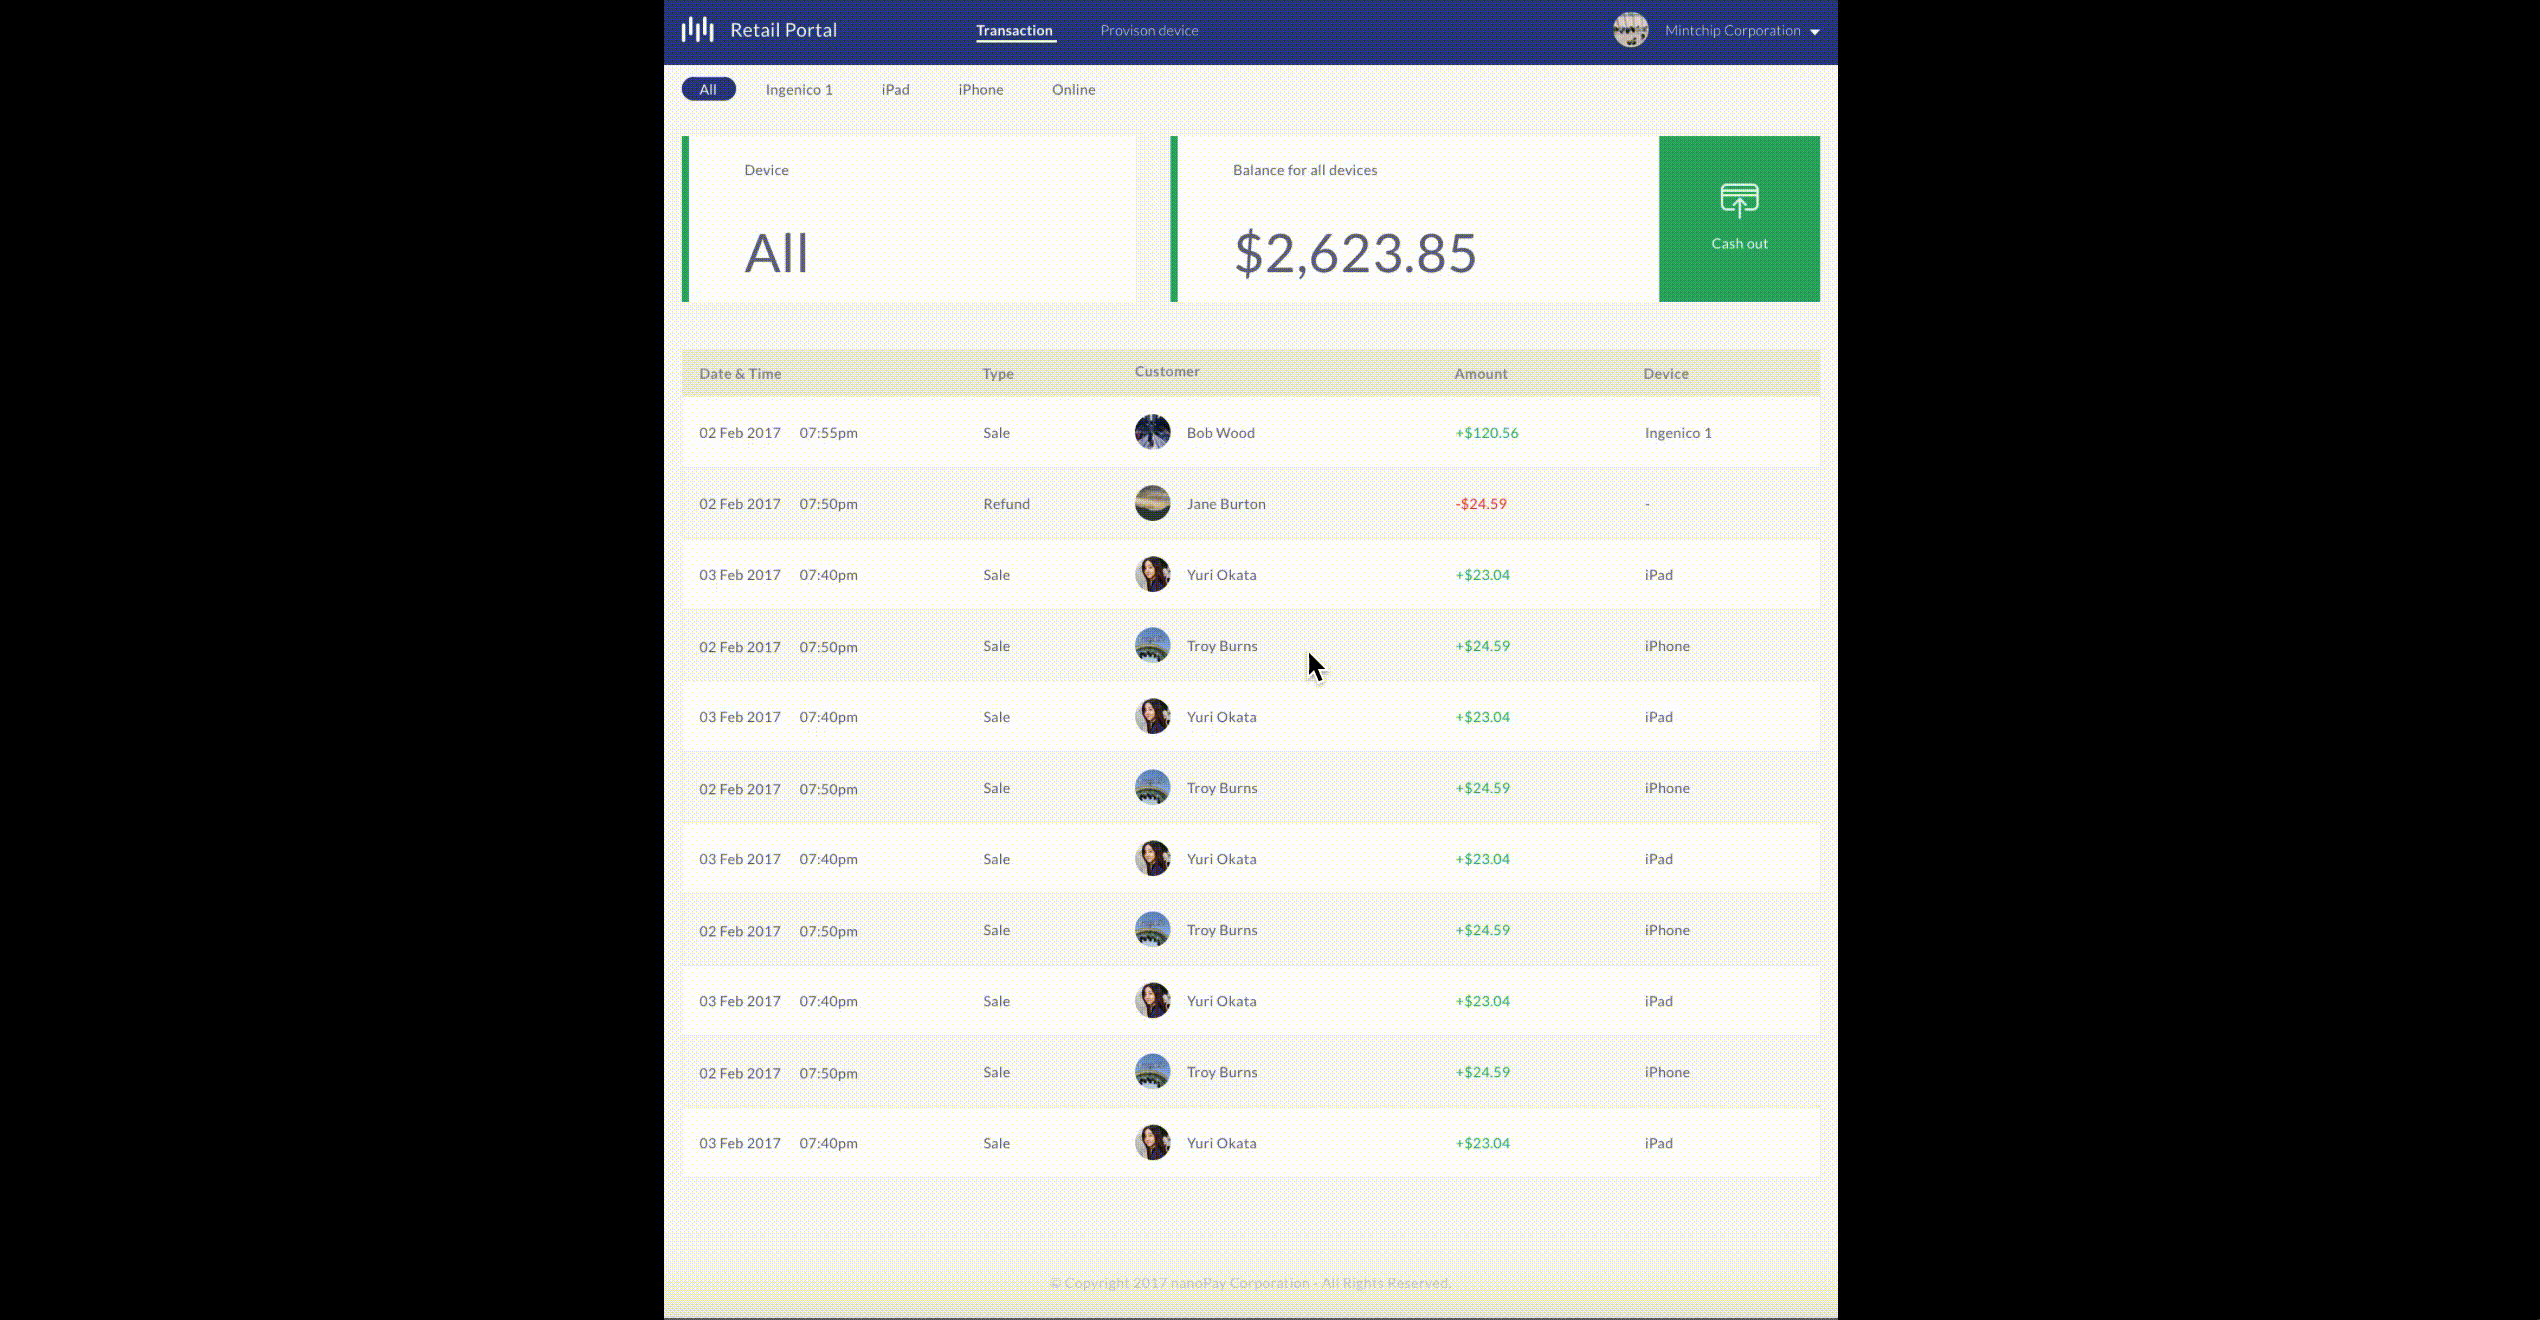 Retail Portal Transaction Provison device Mintchip Corporation
All Ingenico 1 iPad iPhone Online
Device
All
Balance for all devices
$2,623.85
Cash out
Date & Time Type Customer Amount Device
02 Feb 2017 07:55pm Sale Bob Wood +$120.56 Ingenico 1
02 Feb 2017 07:50pm Refund Jane Burton -$24.59 -
03 Feb 2017 07:40pm Sale Yuri Okata +$23.04 iPad
02 Feb 2017 07:50pm Sale Troy Burns +$24.59 iPhone
03 Feb 2017 07:40pm Sale Yuri Okata +$23.04 iPad
02 Feb 2017 07:50pm Sale Troy Burns +$24.59 iPhone
03 Feb 2017 07:40pm Sale Yuri Okata +$23.04 iPad
02 Feb 2017 07:50pm Sale Troy Burns +$24.59 iPhone
03 Feb 2017 07:40pm Sale Yuri Okata +$23.04 iPad
02 Feb 2017 07:50pm Sale Troy Burns +$24.59 iPhone
03 Feb 2017 07:40pm Sale Yuri Okata +$23.04 iPad
© Copyright 2017 nanoPay Corporation - All Rights Reserved.